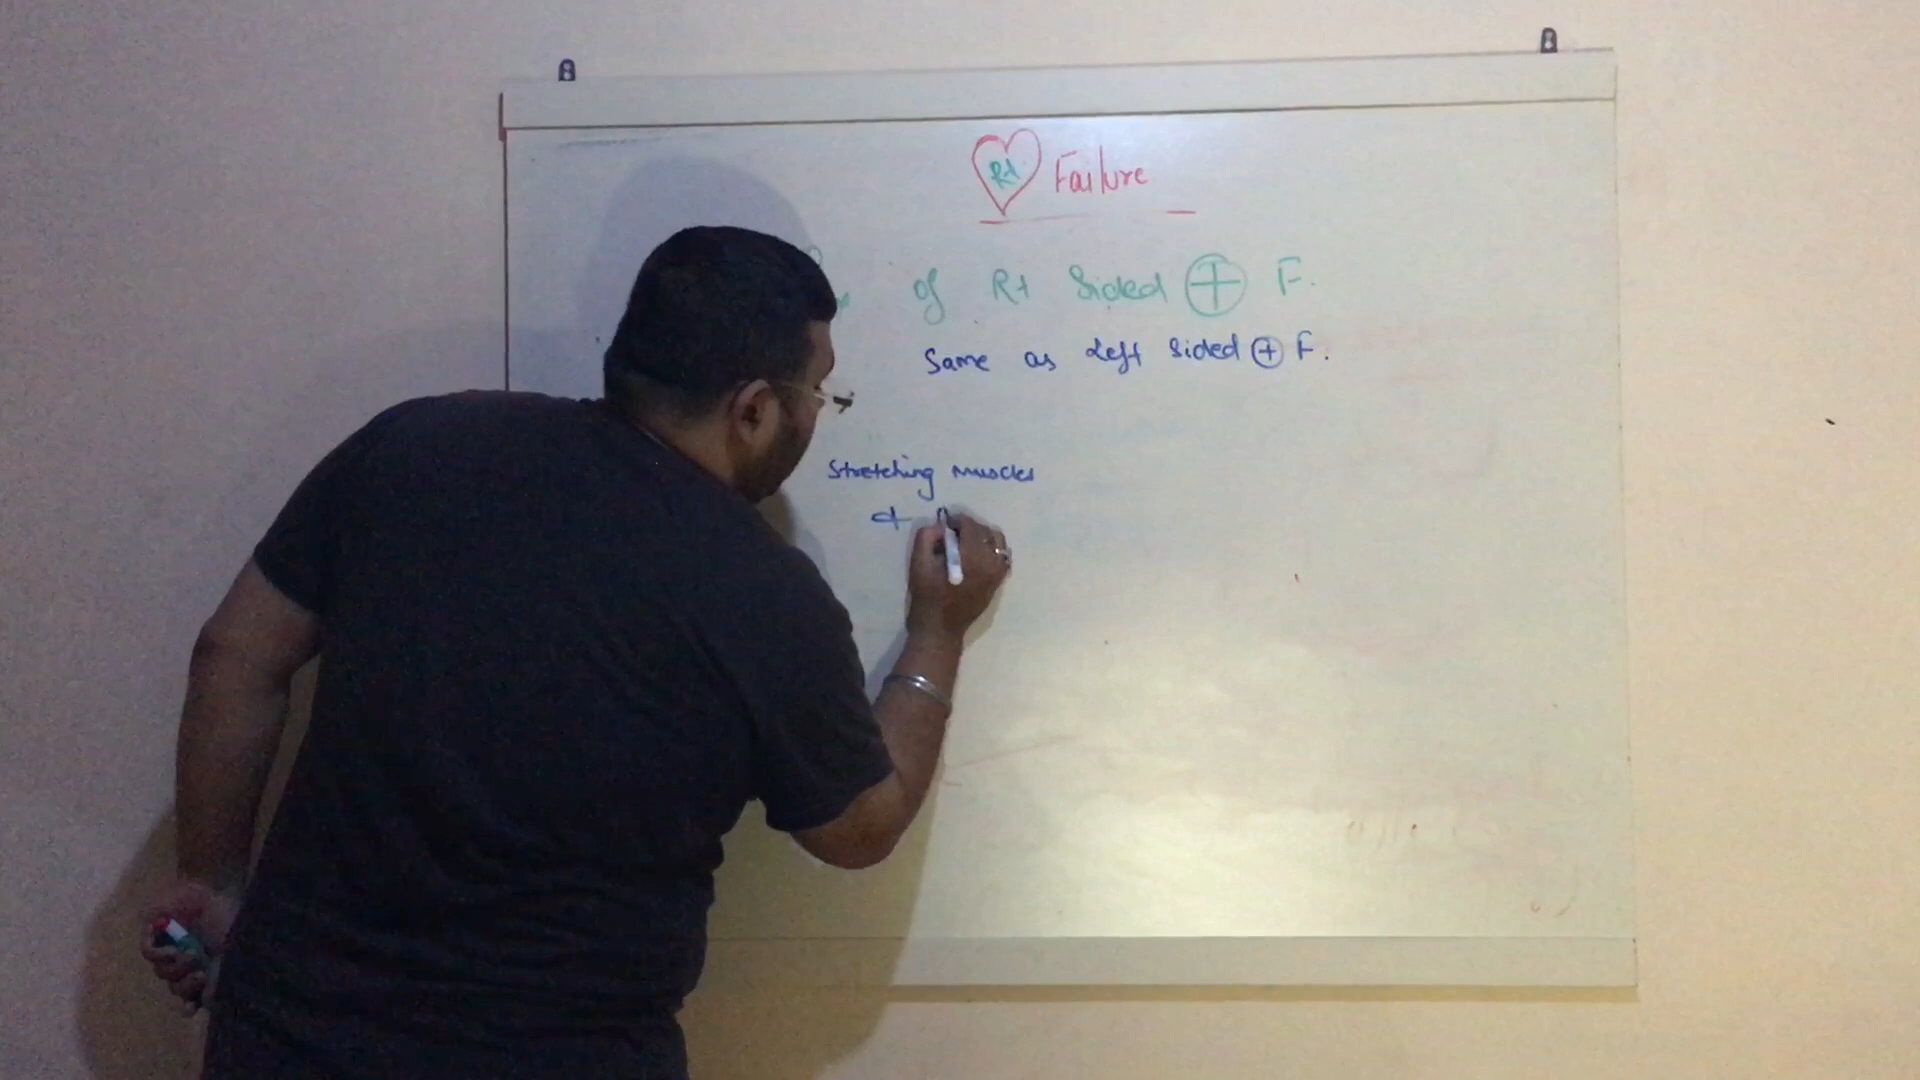 Rt Failure
of Rt Sided ⊕ F.
Same as Left Sided ⊕ F.
Stretching Muscles
&